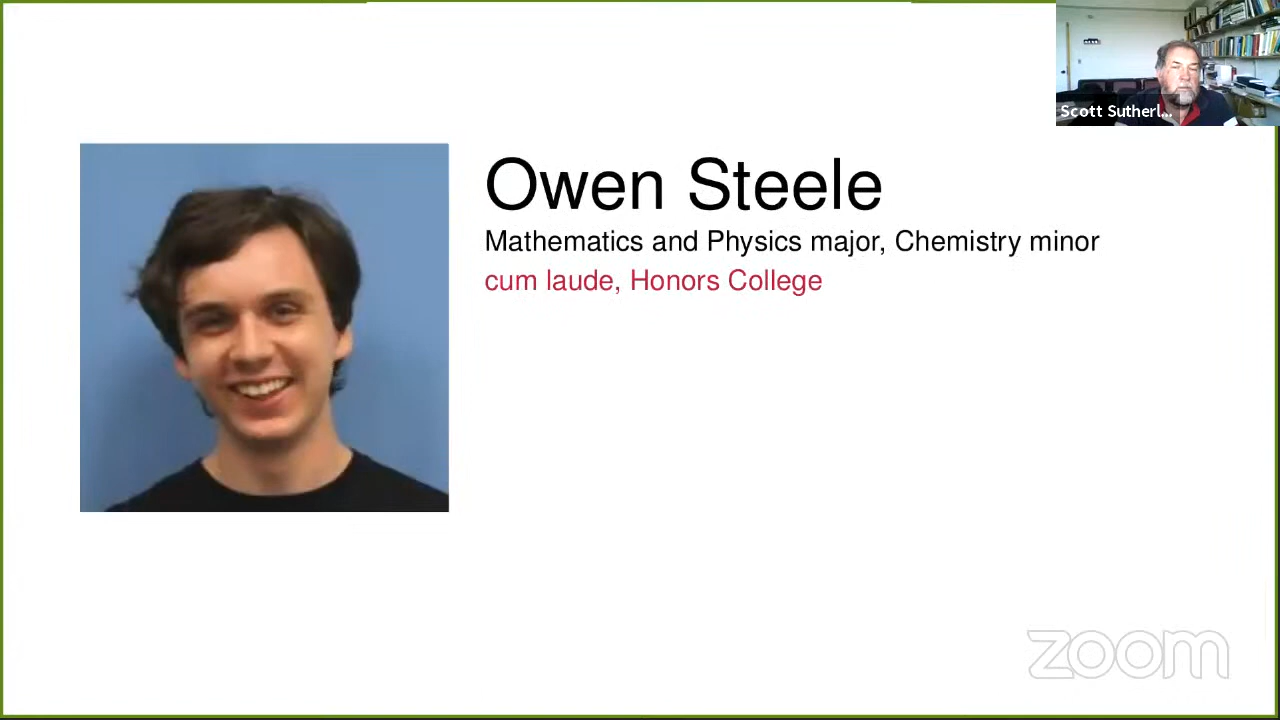 Scott Sutherl...
Owen Steele
Mathematics and Physics major, Chemistry minor
cum laude, Honors College
zoom